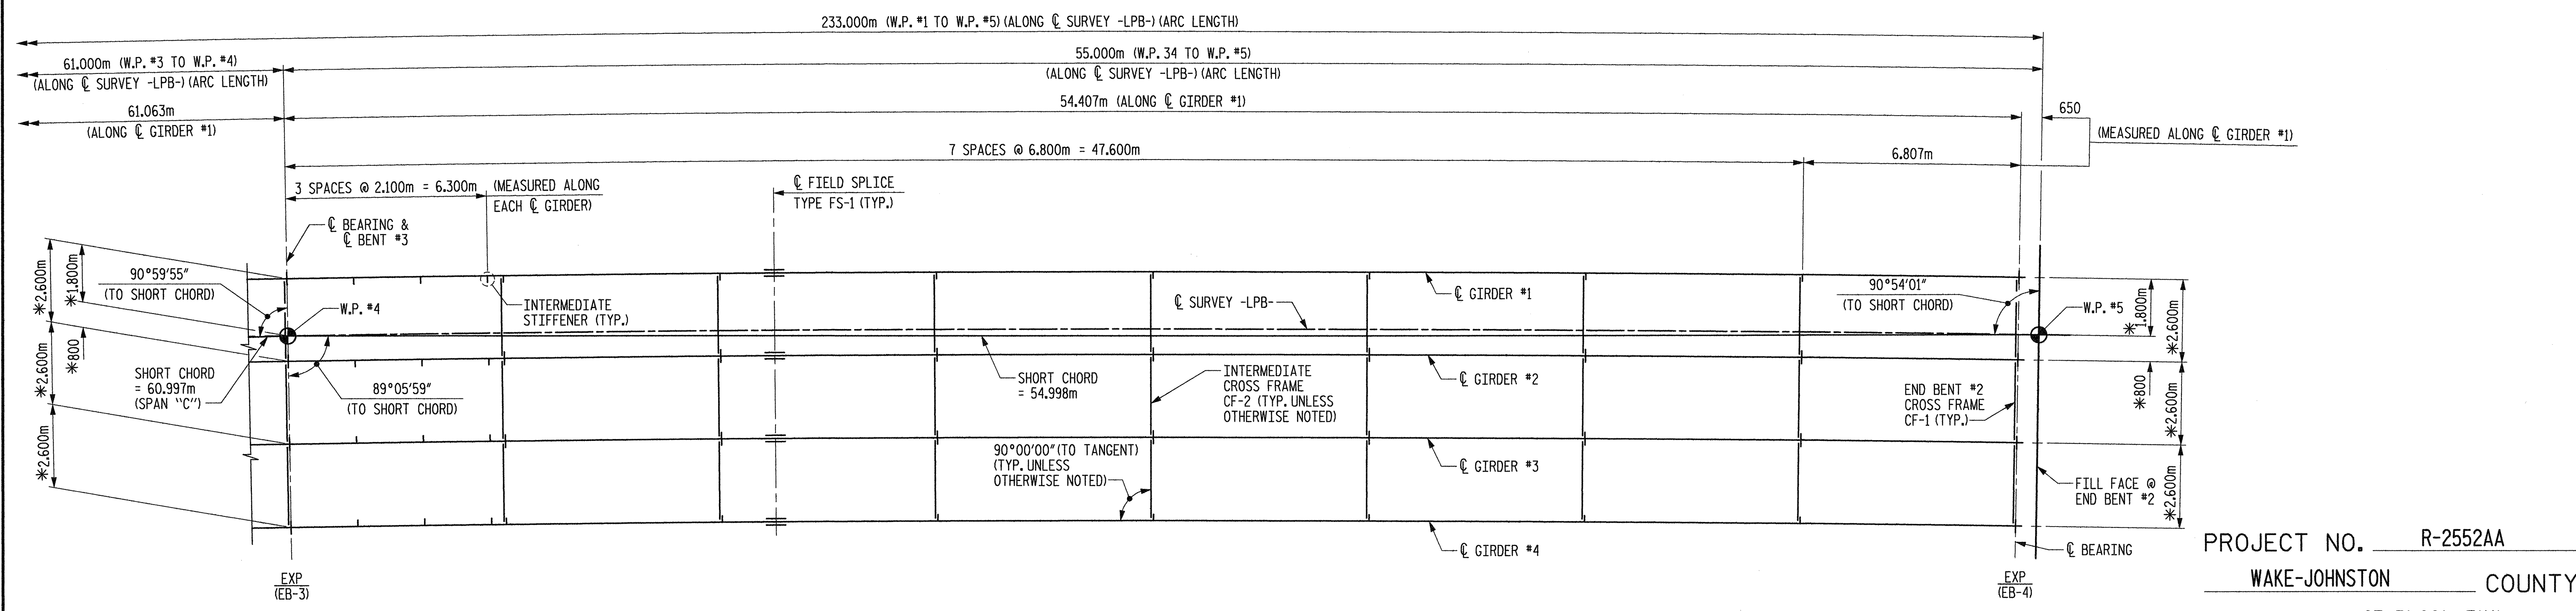 233.000m (W.P. #1 TO W.P. #5) (ALONG ℄ SURVEY -LPB-) (ARC LENGTH)
61.000m (W.P. #3 TO W.P. #4)
(ALONG ℄ SURVEY -LPB-) (ARC LENGTH)
55.000m (W.P. 34 TO W.P. #5)
(ALONG ℄ SURVEY -LPB-) (ARC LENGTH)
61.063m
(ALONG ℄ GIRDER #1)
54.407m (ALONG ℄ GIRDER #1)
650
(MEASURED ALONG ℄ GIRDER #1)
7 SPACES @ 6.800m = 47.600m
6.807m
3 SPACES @ 2.100m = 6.300m
(MEASURED ALONG
EACH ℄ GIRDER)
℄ FIELD SPLICE
TYPE FS-1 (TYP.)
℄ BEARING &
℄ BENT #3
*2.600m
*1.800m
90°59'55"
(TO SHORT CHORD)
W.P. #4
INTERMEDIATE
STIFFENER (TYP.)
℄ SURVEY -LPB-
℄ GIRDER #1
90°54'01"
(TO SHORT CHORD)
W.P. #5
*1.800m
*2.600m
*2.600m
*800
SHORT CHORD
= 60.997m
(SPAN "C")
89°05'59"
(TO SHORT CHORD)
SHORT CHORD
= 54.998m
INTERMEDIATE
CROSS FRAME
CF-2 (TYP. UNLESS
OTHERWISE NOTED)
℄ GIRDER #2
END BENT #2
CROSS FRAME
CF-1 (TYP.)
*800
*2.600m
*2.600m
90°00'00" (TO TANGENT)
(TYP. UNLESS
OTHERWISE NOTED)
℄ GIRDER #3
FILL FACE @
END BENT #2
*2.600m
℄ GIRDER #4
℄ BEARING
EXP
(EB-3)
EXP
(EB-4)
PROJECT NO. R-2552AA
WAKE-JOHNSTON COUNTY